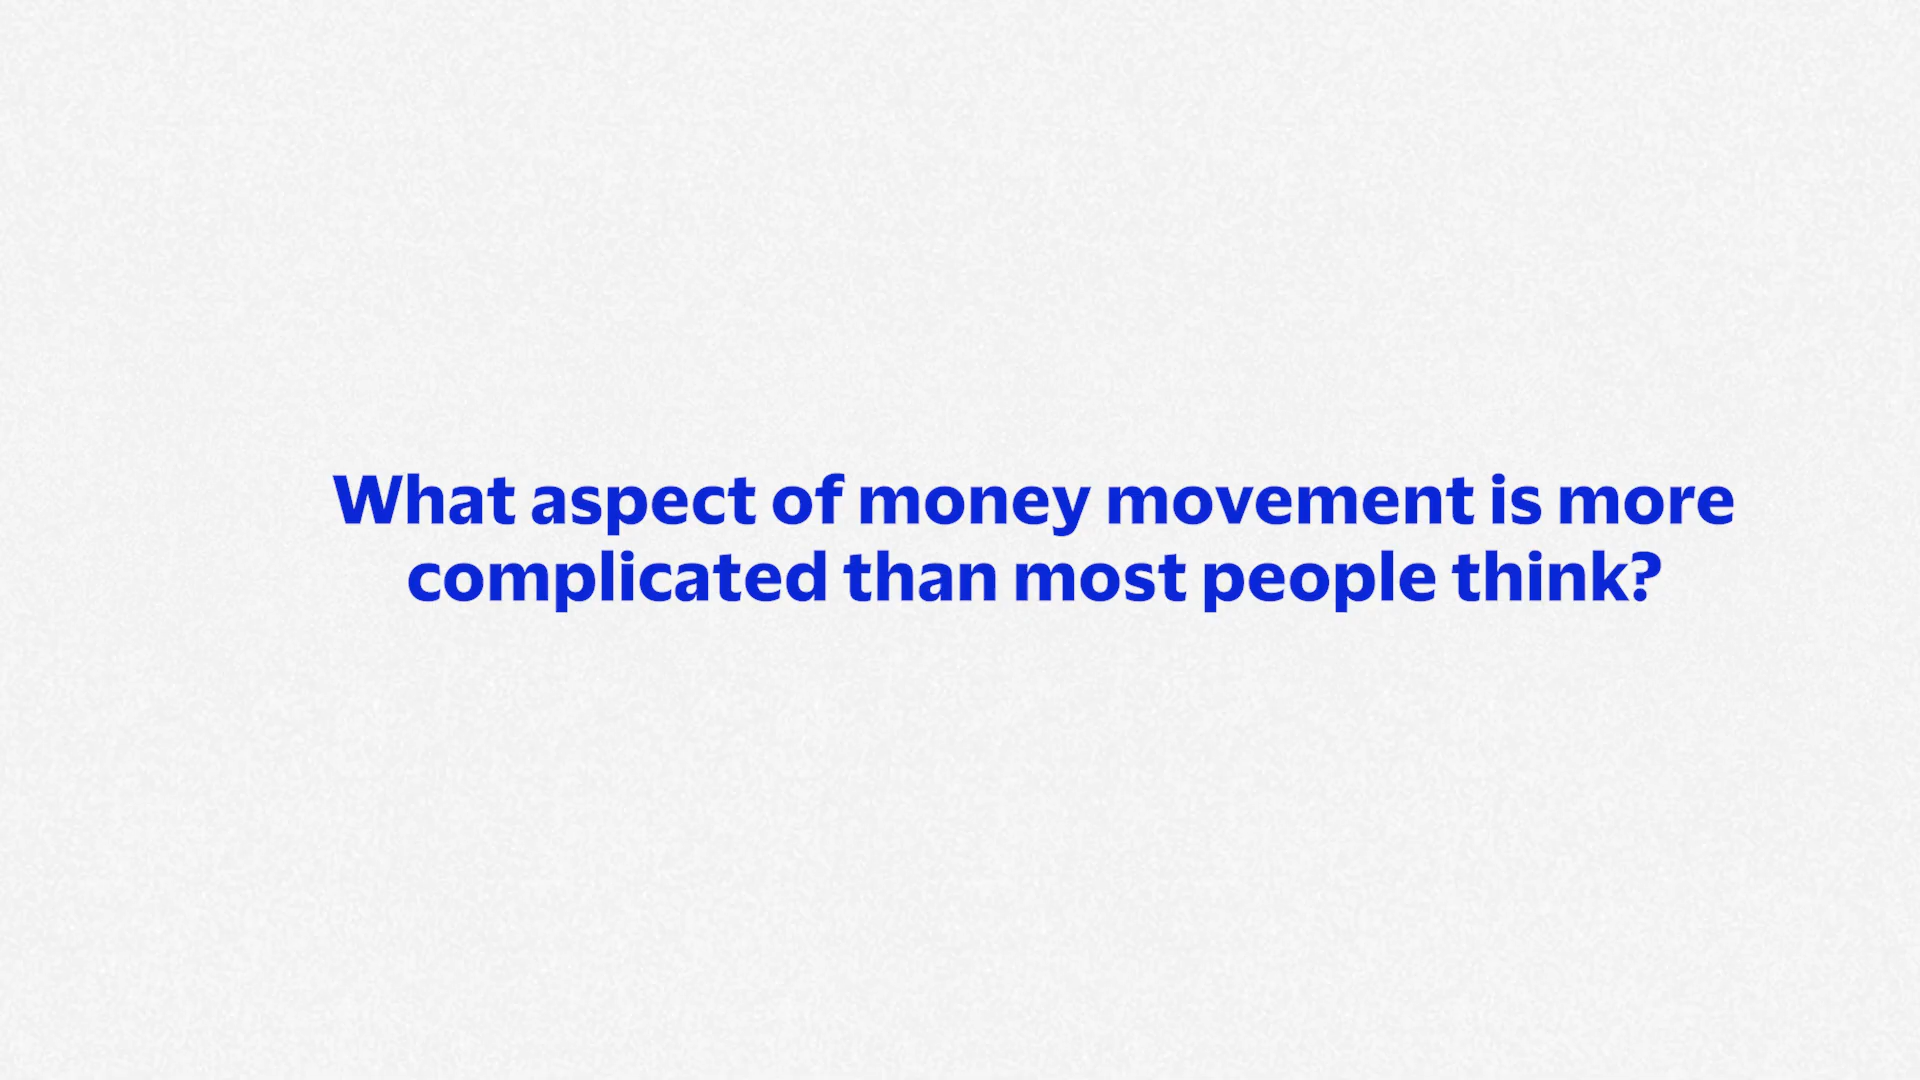 What aspect of money movement is more
complicated than most people think?